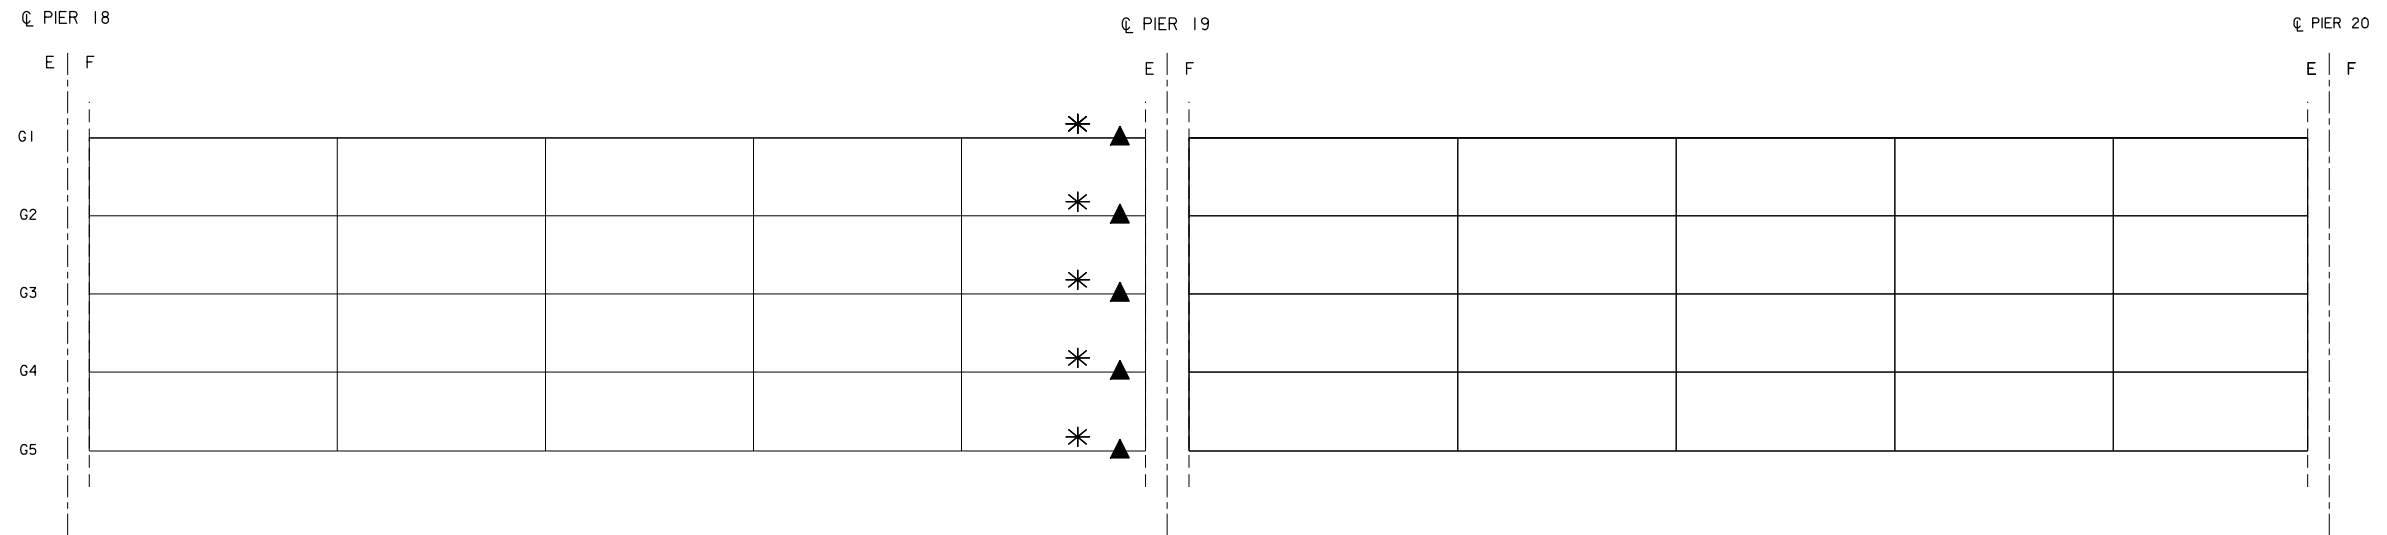 ℄ PIER 18
℄ PIER 19
℄ PIER 20
E F
E F
E F
G1
G2
G3
G4
G5